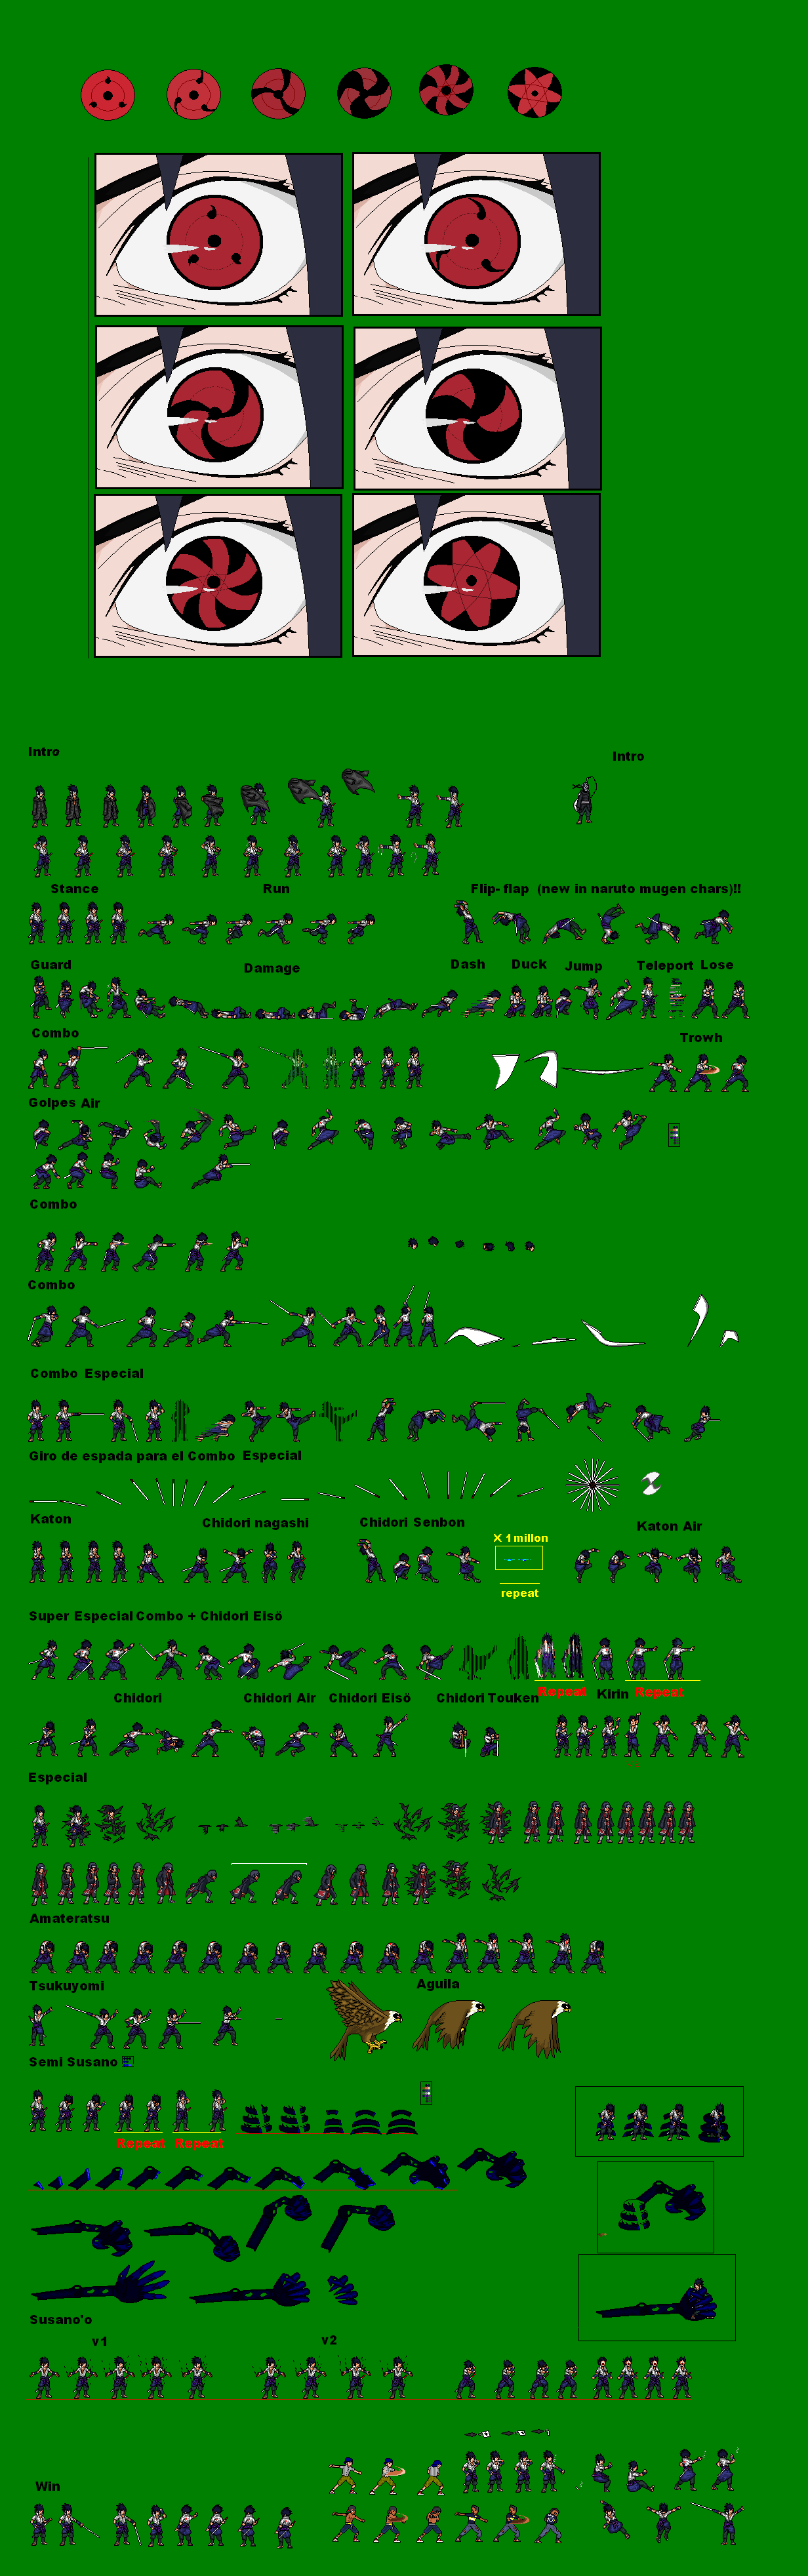 Intro
Intro
Stance
Run
Flip- flap (new in naruto mugen chars)!!
Guard
Damage
Dash
Duck
Jump
Teleport
Lose
Combo
Trowh
Golpes Air
Combo
Combo
Combo Especial
Giro de espada para el Combo Especial
Katon
Chidori nagashi
Chidori Senbon
X 1 millon
repeat
Katon Air
Super Especial Combo + Chidori Eisö
Repeat
Kirin
Repeat
Chidori
Chidori Air
Chidori Eisö
Chidori Touken
Especial
Amateratsu
Tsukuyomi
Aguila
Semi Susano
Repeat
Repeat
Susano'o
v1
v2
Win